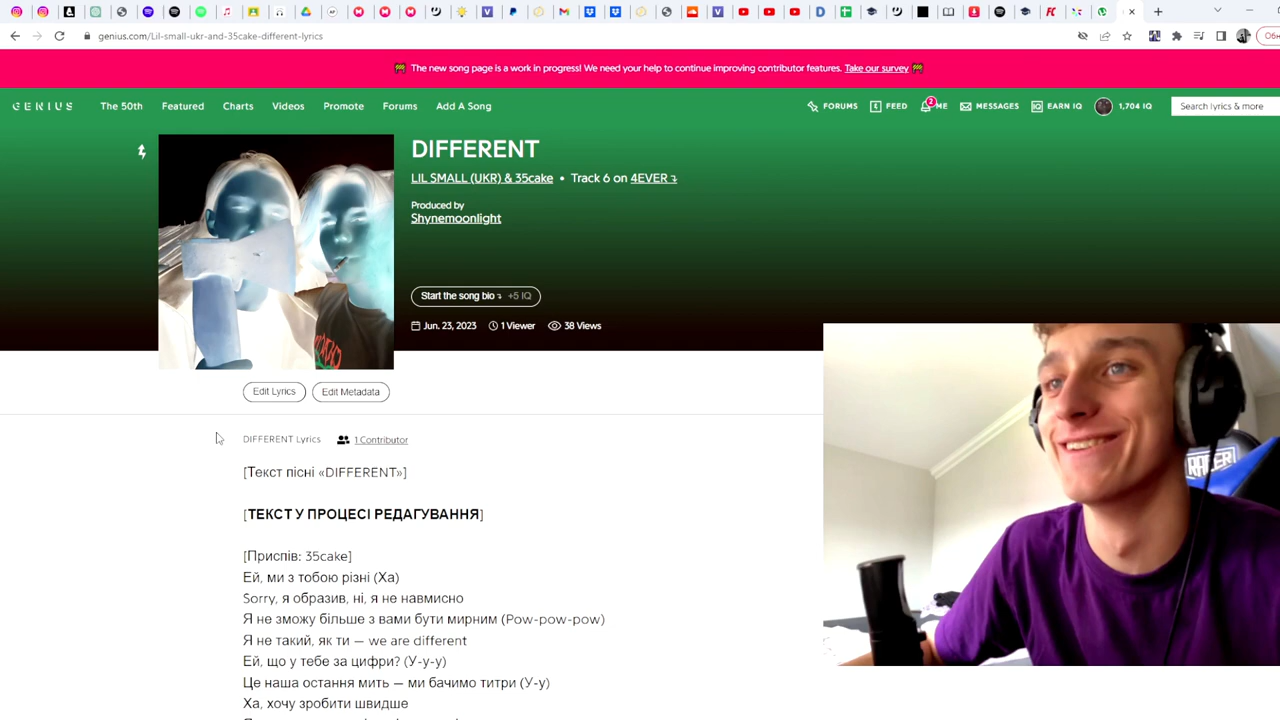 genius.com/Lil-small-ukr-and-35cake-different-lyrics
🚧 The new song page is a work in progress! We need your help to continue improving contributor features. Take our survey 🚧
GENIUS The 50th Featured Charts Videos Promote Forums Add A Song FORUMS FEED 2 ME MESSAGES EARN IQ 1,704 IQ Search lyrics & more
DIFFERENT
LIL SMALL (UKR) & 35cake • Track 6 on 4EVER
Produced by
Shynemoonlight
Start the song bio +5 IQ
Jun. 23, 2023 1 Viewer 38 Views
Edit Lyrics Edit Metadata
DIFFERENT Lyrics 1 Contributor
[Текст пісні «DIFFERENT»]
[ТЕКСТ У ПРОЦЕСІ РЕДАГУВАННЯ]
[Приспів: 35cake]
Ей, ми з тобою різні (Ха)
Sorry, я образив, ні, я не навмисно
Я не зможу більше з вами бути мирним (Pow-pow-pow)
Я не такий, як ти — we are different
Ей, що у тебе за цифри? (У-у-у)
Це наша остання мить — ми бачимо титри (У-у)
Ха, хочу зробити швидше